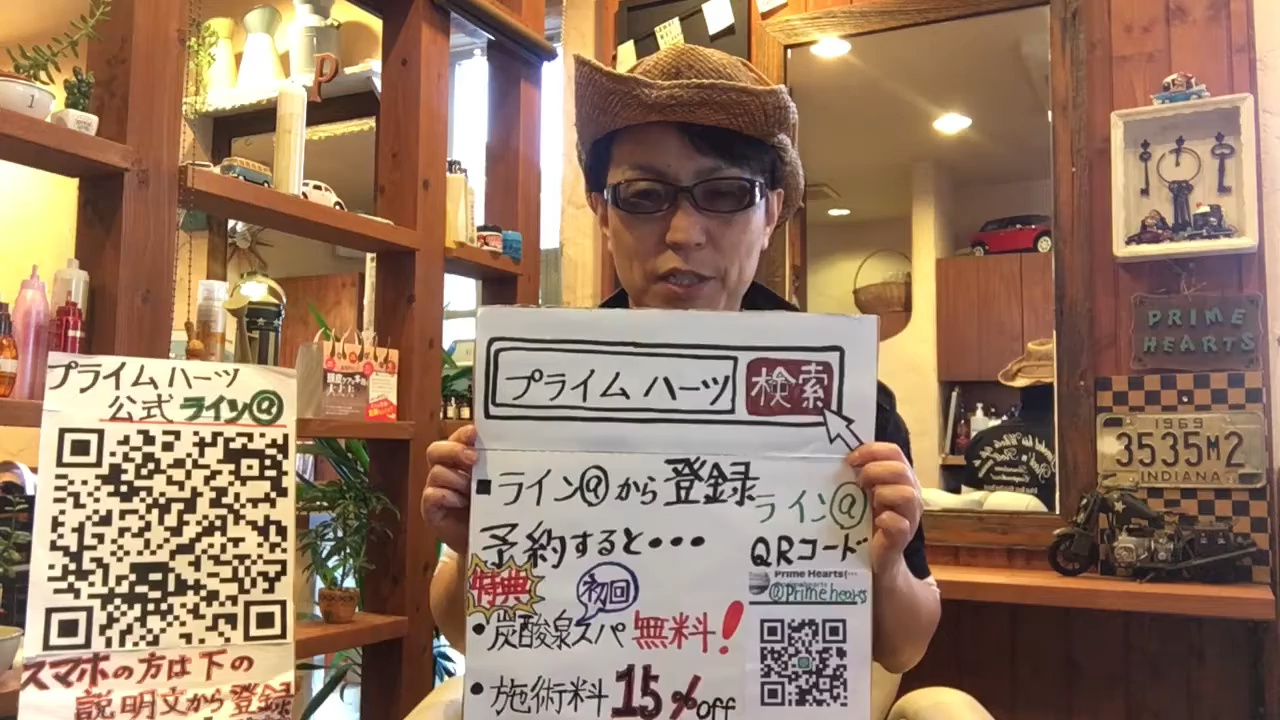 プライムハーツ
公式ライン@
スマホの方は下の
説明文から登録
プライム ハーツ 検索
■ライン@から登録
予約すると・・・
特典
初回
・炭酸泉スパ無料!
・施術料15%off
ライン@
QRコード
Prime Hearts(…
@Primehearts
PRIME
HEARTS
1969
3535M2
INDIANA
P
1